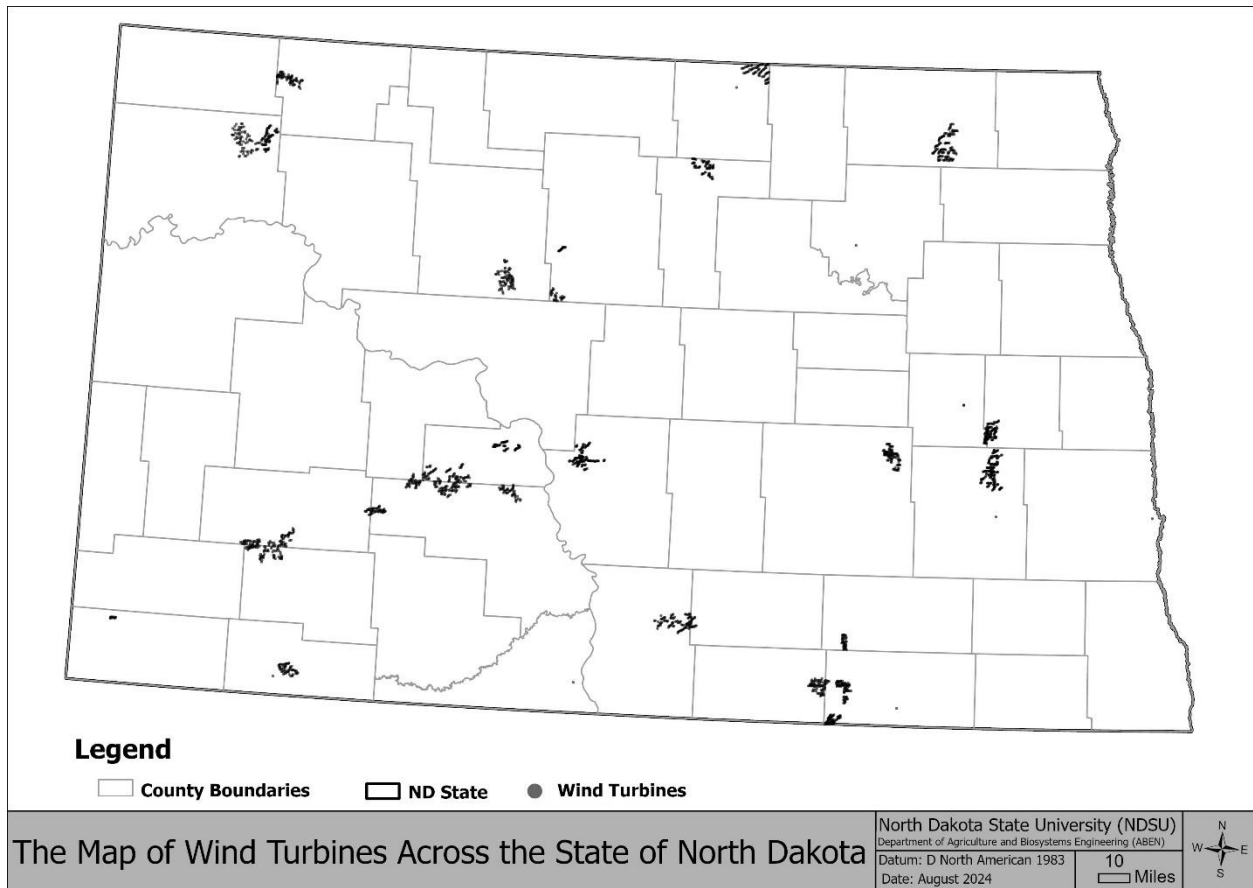 Legend
County Boundaries
ND State
Wind Turbines
The Map of Wind Turbines Across the State of North Dakota
North Dakota State University (NDSU)
Department of Agriculture and Biosystems Engineering (ABEN)
Datum: D North American 1983
Date: August 2024
10
Miles
N
W E
S